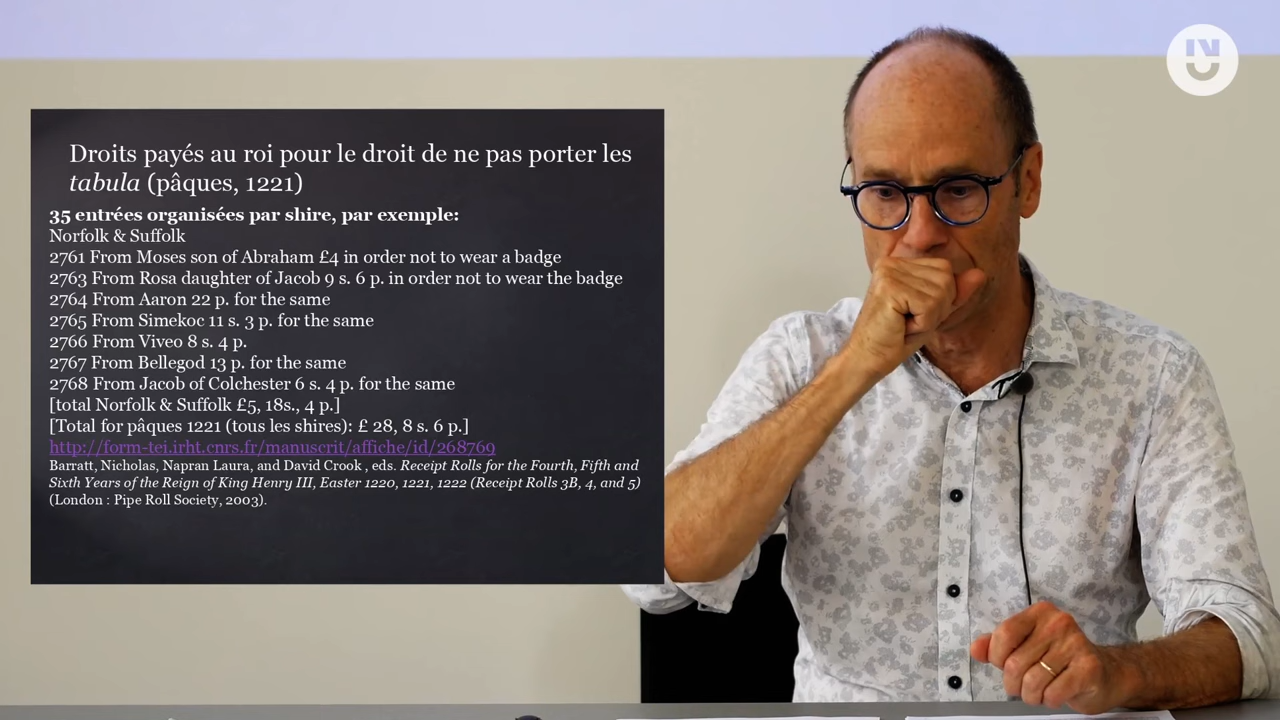 Droits payés au roi pour le droit de ne pas porter les
tabula (pâques, 1221)
35 entrées organisées par shire, par exemple:
Norfolk & Suffolk
2761 From Moses son of Abraham £4 in order not to wear a badge
2763 From Rosa daughter of Jacob 9 s. 6 p. in order not to wear the badge
2764 From Aaron 22 p. for the same
2765 From Simekoc 11 s. 3 p. for the same
2766 From Viveo 8 s. 4 p.
2767 From Bellegod 13 p. for the same
2768 From Jacob of Colchester 6 s. 4 p. for the same
[total Norfolk & Suffolk £5, 18s., 4 p.]
[Total for pâques 1221 (tous les shires): £ 28, 8 s. 6 p.]
http://form-tei.irht.cnrs.fr/manuscrit/affiche/id/268769
Barratt, Nicholas, Napran Laura, and David Crook , eds. Receipt Rolls for the Fourth, Fifth and
Sixth Years of the Reign of King Henry III, Easter 1220, 1221, 1222 (Receipt Rolls 3B, 4, and 5)
(London : Pipe Roll Society, 2003).
INU